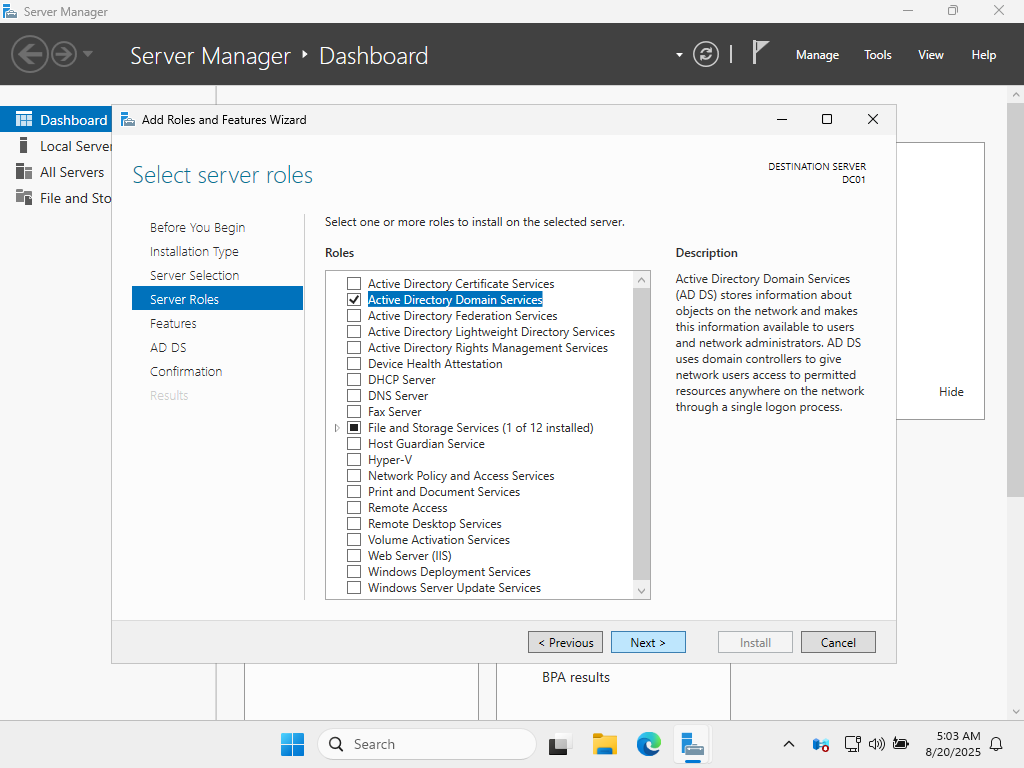 Server Manager
Server Manager ‣ Dashboard
Manage Tools View Help
Dashboard
Local Server
All Servers
File and Sto
Add Roles and Features Wizard
Select server roles
DESTINATION SERVER
DC01
Before You Begin
Installation Type
Server Selection
Server Roles
Features
AD DS
Confirmation
Results
Select one or more roles to install on the selected server.
Roles
Active Directory Certificate Services
Active Directory Domain Services
Active Directory Federation Services
Active Directory Lightweight Directory Services
Active Directory Rights Management Services
Device Health Attestation
DHCP Server
DNS Server
Fax Server
File and Storage Services (1 of 12 installed)
Host Guardian Service
Hyper-V
Network Policy and Access Services
Print and Document Services
Remote Access
Remote Desktop Services
Volume Activation Services
Web Server (IIS)
Windows Deployment Services
Windows Server Update Services
Description
Active Directory Domain Services
(AD DS) stores information about
objects on the network and makes
this information available to users
and network administrators. AD DS
uses domain controllers to give
network users access to permitted
resources anywhere on the network
through a single logon process.
Hide
< Previous
Next >
Install
Cancel
BPA results
Search
5:03 AM
8/20/2025